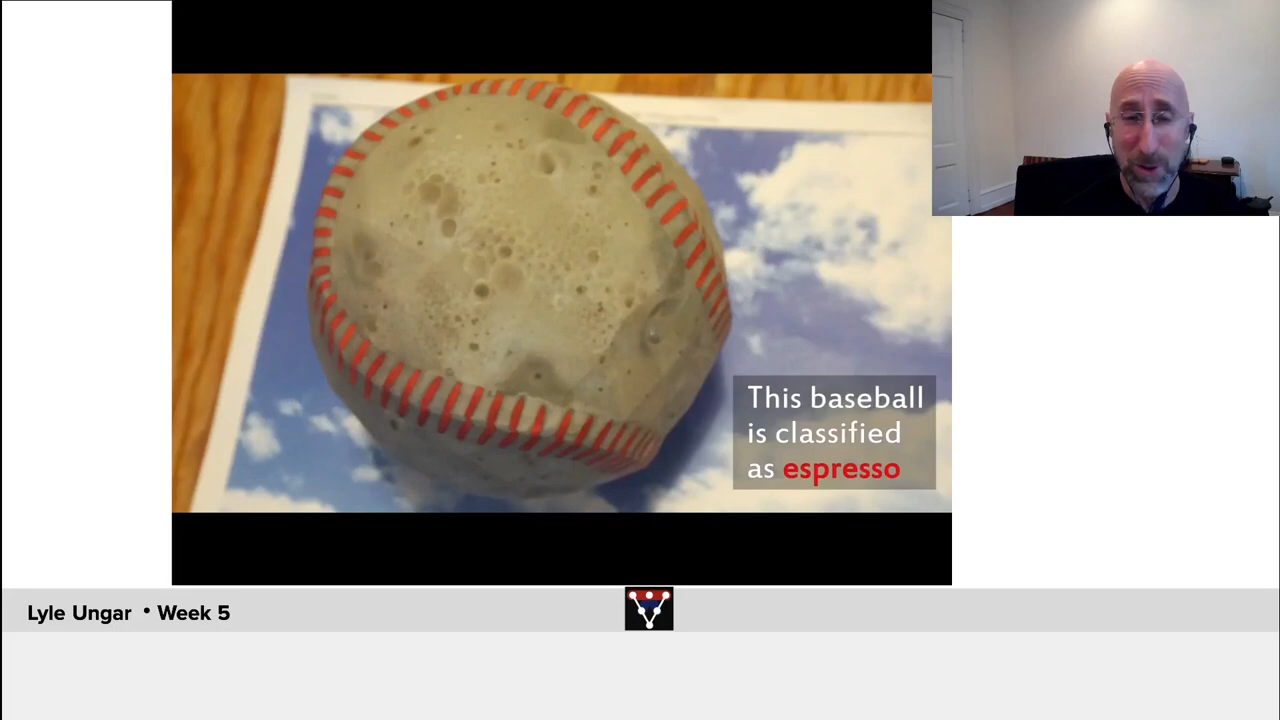 This baseball
is classified
as espresso
Lyle Ungar • Week 5